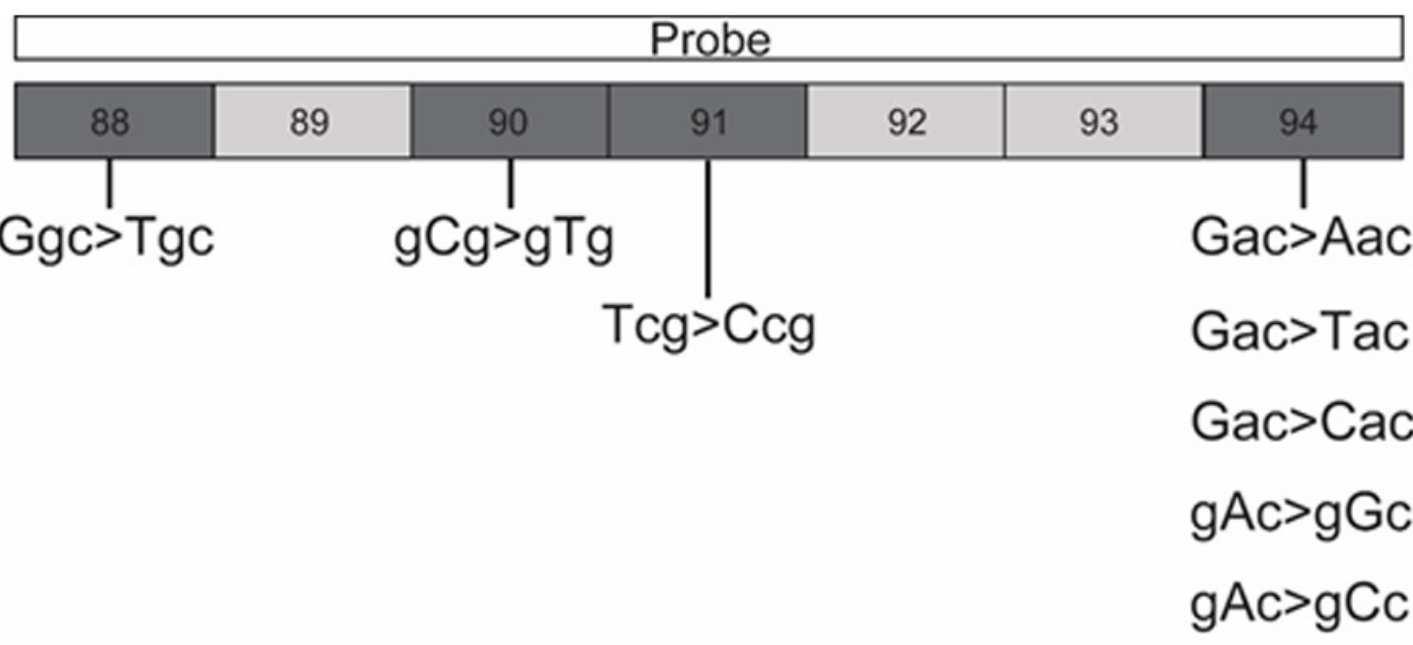 Probe
88 89 90 91 92 93 94
Ggc>Tgc gCg>gTg Gac>Aac
Tcg>Ccg Gac>Tac
Gac>Cac
gAc>gGc
gAc>gCc